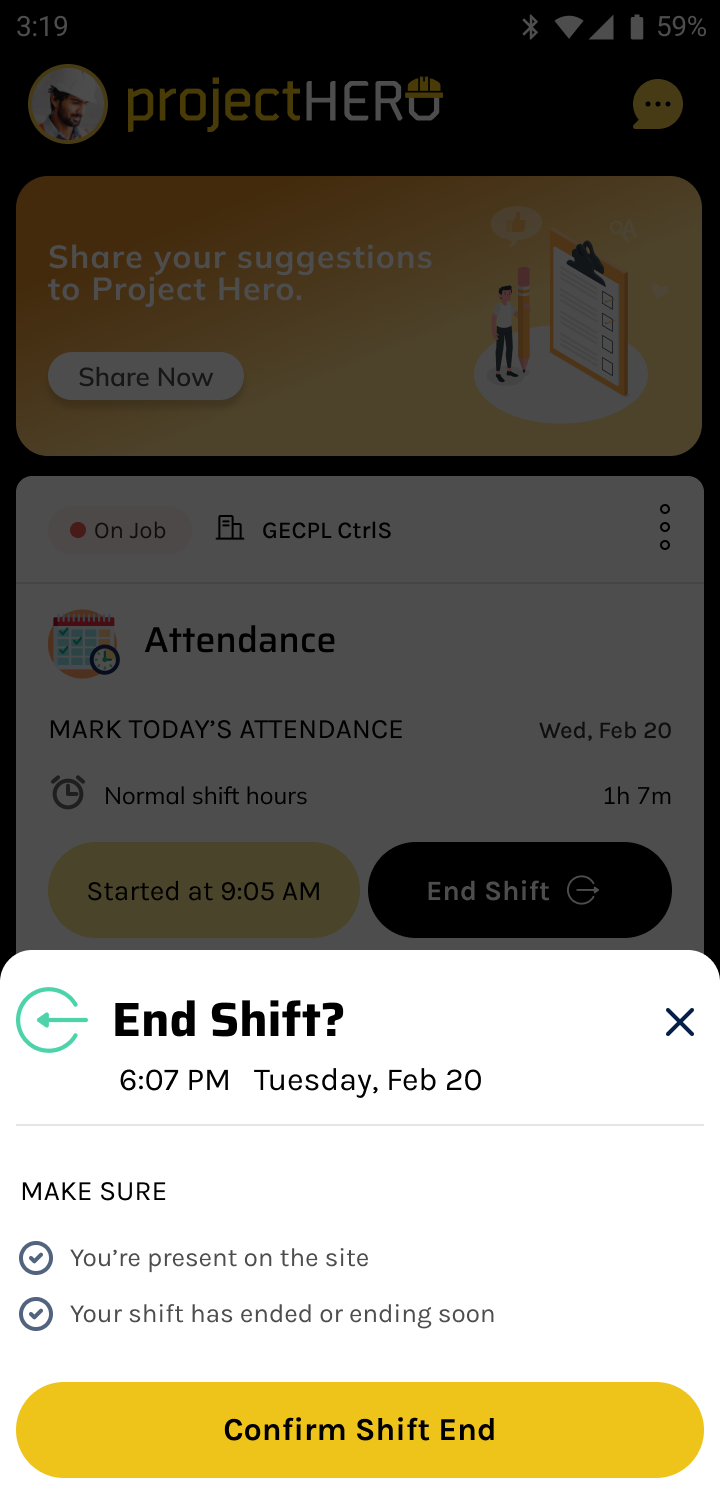 3:19 59%
projectHERO
Share your suggestions
to Project Hero.
Share Now
On Job GECPL CtrlS
Attendance
MARK TODAY’S ATTENDANCE Wed, Feb 20
Normal shift hours 1h 7m
Started at 9:05 AM End Shift
End Shift?
6:07 PM Tuesday, Feb 20
MAKE SURE
You’re present on the site
Your shift has ended or ending soon
Confirm Shift End